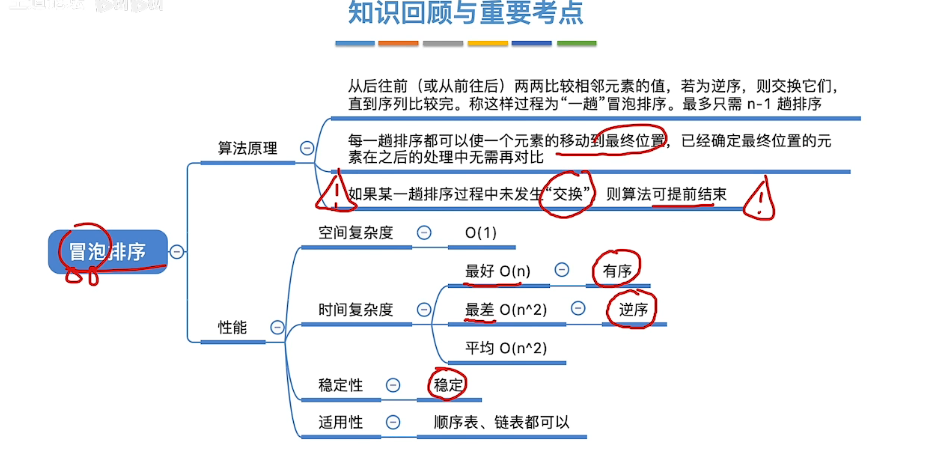 知识回顾与重要考点
从后往前（或从前往后）两两比较相邻元素的值，若为逆序，则交换它们，
直到序列比较完。称这样过程为“一趟”冒泡排序。最多只需 n-1 趟排序
算法原理
每一趟排序都可以使一个元素的移动到最终位置，已经确定最终位置的元
素在之后的处理中无需再对比
如果某一趟排序过程中未发生“交换” 则算法可提前结束
冒泡排序
空间复杂度
O(1)
最好 O(n)
有序
时间复杂度
最差 O(n^2)
逆序
性能
平均 O(n^2)
稳定性
稳定
适用性
顺序表、链表都可以